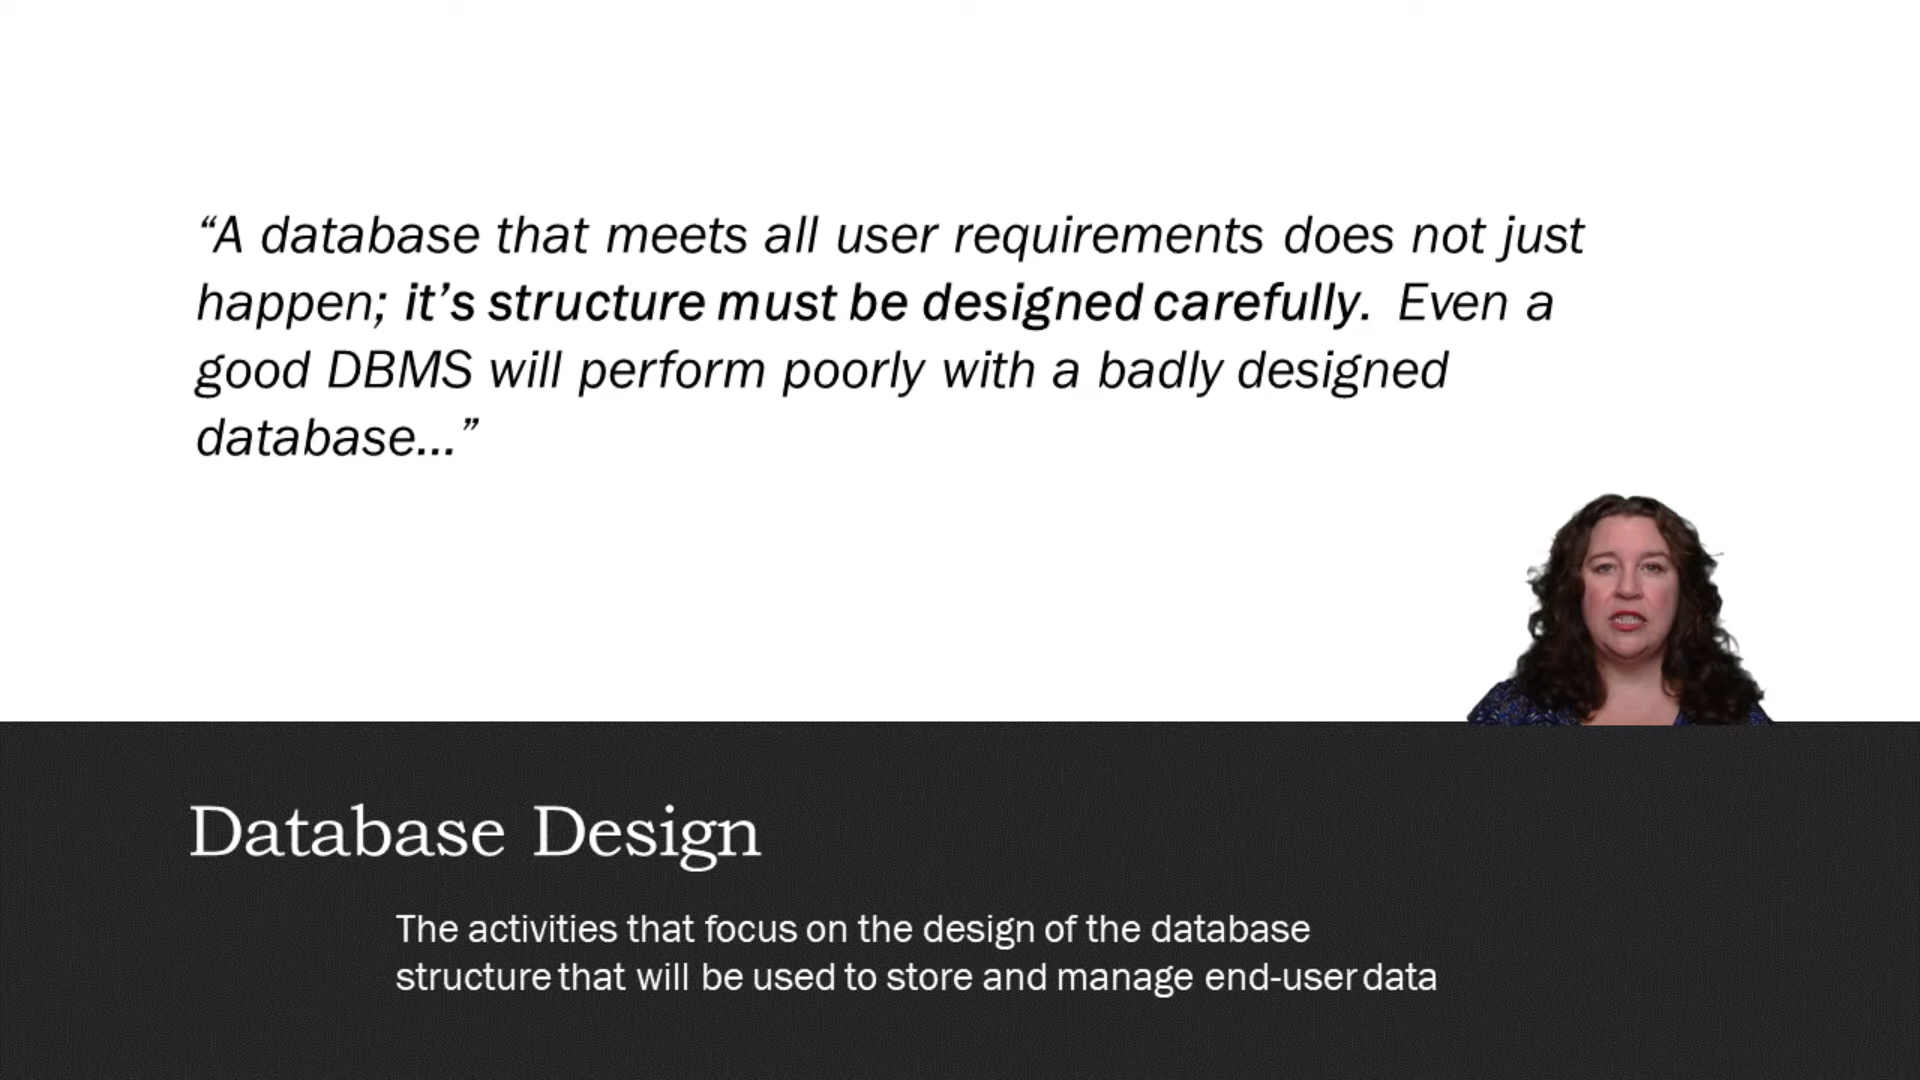 “A database that meets all user requirements does not just
happen; it’s structure must be designed carefully. Even a
good DBMS will perform poorly with a badly designed
database...”
Database Design
The activities that focus on the design of the database
structure that will be used to store and manage end-user data